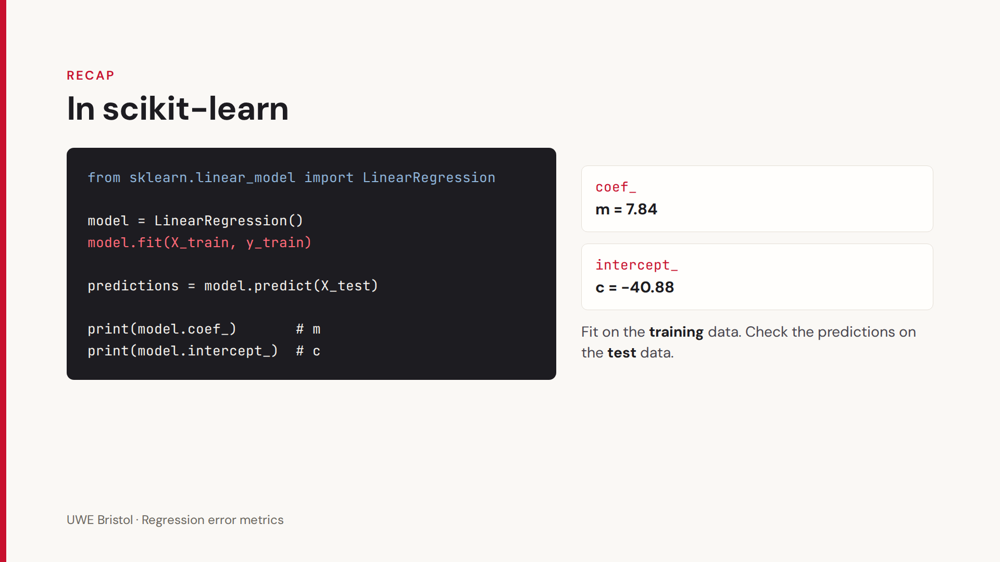 RECAP
In scikit-learn
from sklearn.linear_model import LinearRegression
model = LinearRegression()
model.fit(X_train, y_train)
predictions = model.predict(X_test)
print(model.coef_)       # m
print(model.intercept_)  # c
coef_
m = 7.84
intercept_
c = −40.88
Fit on the training data. Check the predictions on
the test data.
UWE Bristol · Regression error metrics